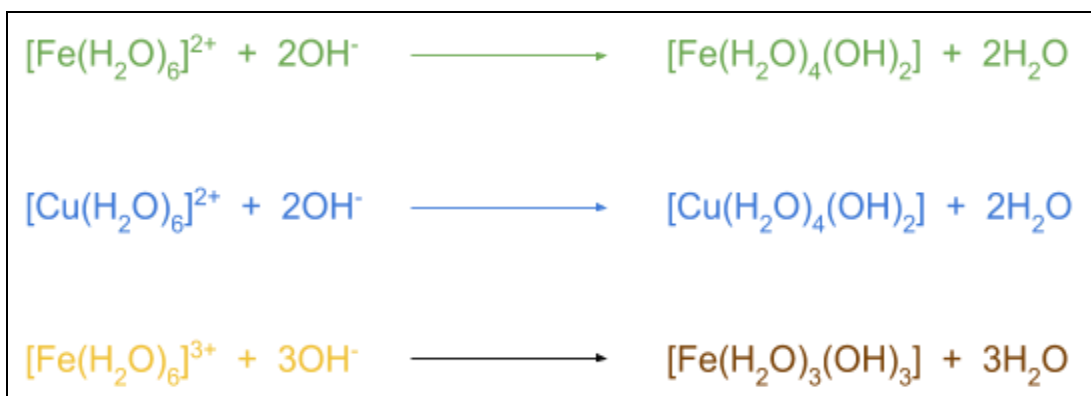 [Fe(H₂O)₆]²⁺ + 2OH⁻ ⟶ [Fe(H₂O)₄(OH)₂] + 2H₂O
[Cu(H₂O)₆]²⁺ + 2OH⁻ ⟶ [Cu(H₂O)₄(OH)₂] + 2H₂O
[Fe(H₂O)₆]³⁺ + 3OH⁻ ⟶ [Fe(H₂O)₃(OH)₃] + 3H₂O